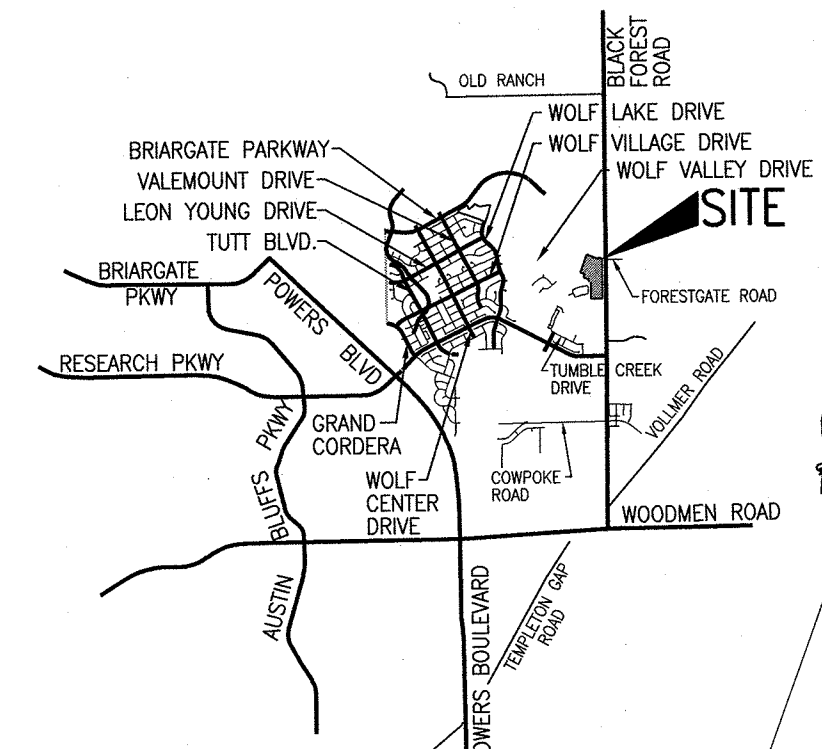 BLACK
FOREST
ROAD
OLD RANCH
WOLF LAKE DRIVE
WOLF VILLAGE DRIVE
WOLF VALLEY DRIVE
BRIARGATE PARKWAY
VALEMOUNT DRIVE
LEON YOUNG DRIVE
TUTT BLVD.
SITE
BRIARGATE
PKWY
POWERS BLVD
FORESTGATE ROAD
RESEARCH PKWY
TUMBLE CREEK
DRIVE
VOLLMER ROAD
GRAND
CORDERA
WOLF
CENTER
DRIVE
COWPOKE
ROAD
WOODMEN ROAD
AUSTIN
BLUFFS
PKWY
TEMPLETON GAP
ROAD
OWERS BOULEVARD